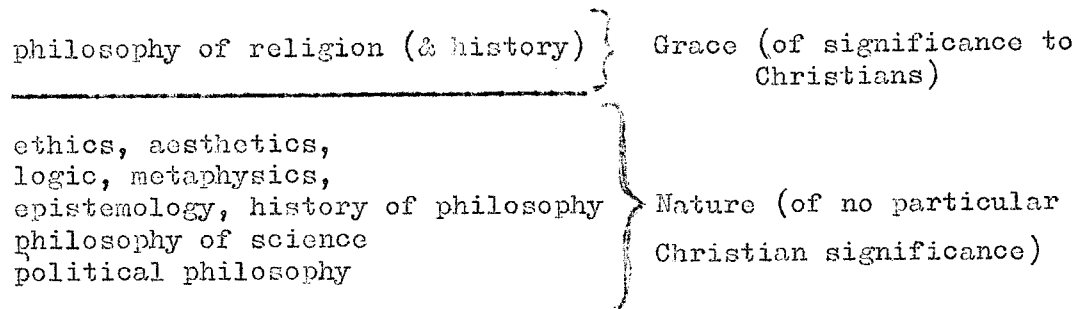 philosophy of religion (& history)
Grace (of significance to
Christians)
ethics, aesthetics,
logic, metaphysics,
epistemology, history of philosophy
philosophy of science
political philosophy
Nature (of no particular
Christian significance)